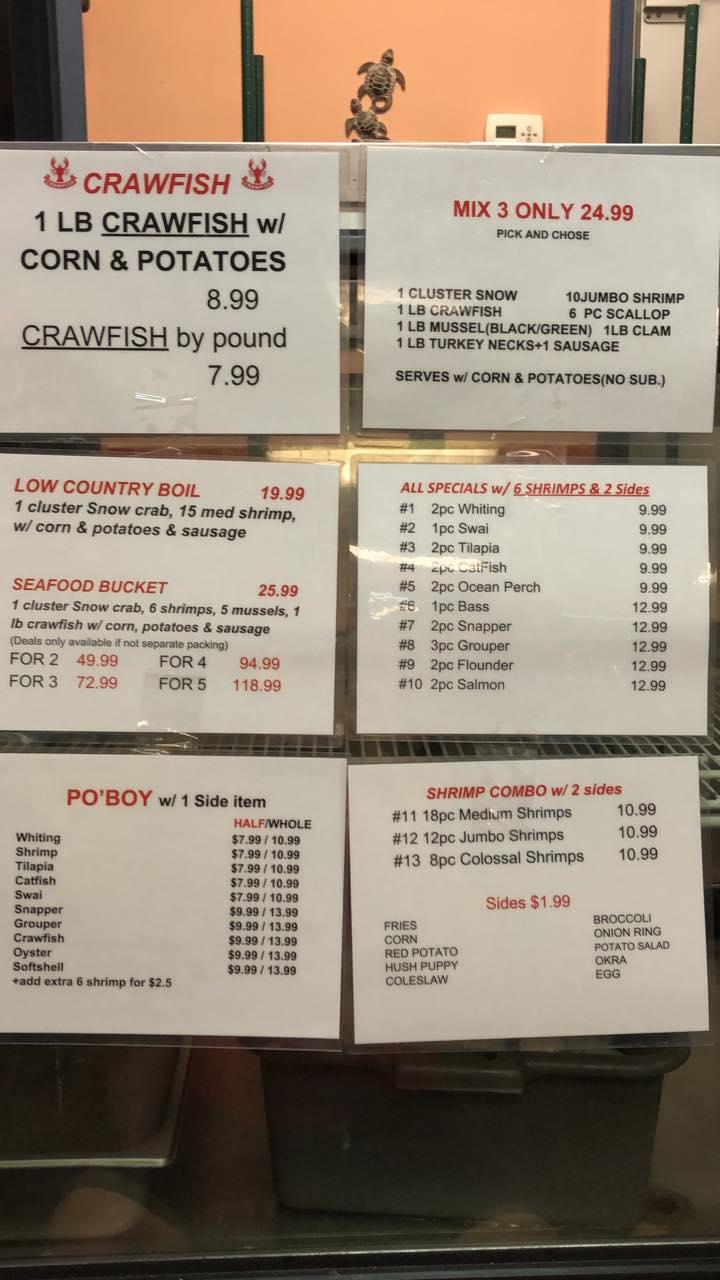 CRAWFISH
1 LB CRAWFISH w/
CORN & POTATOES
8.99
CRAWFISH by pound
7.99
MIX 3 ONLY 24.99
PICK AND CHOSE
1 CLUSTER SNOW 10JUMBO SHRIMP
1 LB CRAWFISH 6 PC SCALLOP
1 LB MUSSEL(BLACK/GREEN) 1LB CLAM
1 LB TURKEY NECKS+1 SAUSAGE
SERVES w/ CORN & POTATOES(NO SUB.)
LOW COUNTRY BOIL 19.99
1 cluster Snow crab, 15 med shrimp,
w/ corn & potatoes & sausage
SEAFOOD BUCKET 25.99
1 cluster Snow crab, 6 shrimps, 5 mussels, 1
lb crawfish w/ corn, potatoes & sausage
(Deals only available if not separate packing)
FOR 2 49.99 FOR 4 94.99
FOR 3 72.99 FOR 5 118.99
ALL SPECIALS w/ 6 SHRIMPS & 2 Sides
#1 2pc Whiting 9.99
#2 1pc Swai 9.99
#3 2pc Tilapia 9.99
#4 2pc CatFish 9.99
#5 2pc Ocean Perch 9.99
#6 1pc Bass 12.99
#7 2pc Snapper 12.99
#8 3pc Grouper 12.99
#9 2pc Flounder 12.99
#10 2pc Salmon 12.99
PO'BOY w/ 1 Side item
HALF/WHOLE
Whiting $7.99 / 10.99
Shrimp $7.99 / 10.99
Tilapia $7.99 / 10.99
Catfish $7.99 / 10.99
Swai $7.99 / 10.99
Snapper $9.99 / 13.99
Grouper $9.99 / 13.99
Crawfish $9.99 / 13.99
Oyster $9.99 / 13.99
Softshell $9.99 / 13.99
+add extra 6 shrimp for $2.5
SHRIMP COMBO w/ 2 sides
#11 18pc Medium Shrimps 10.99
#12 12pc Jumbo Shrimps 10.99
#13 8pc Colossal Shrimps 10.99
Sides $1.99
FRIES BROCCOLI
CORN ONION RING
RED POTATO POTATO SALAD
HUSH PUPPY OKRA
COLESLAW EGG